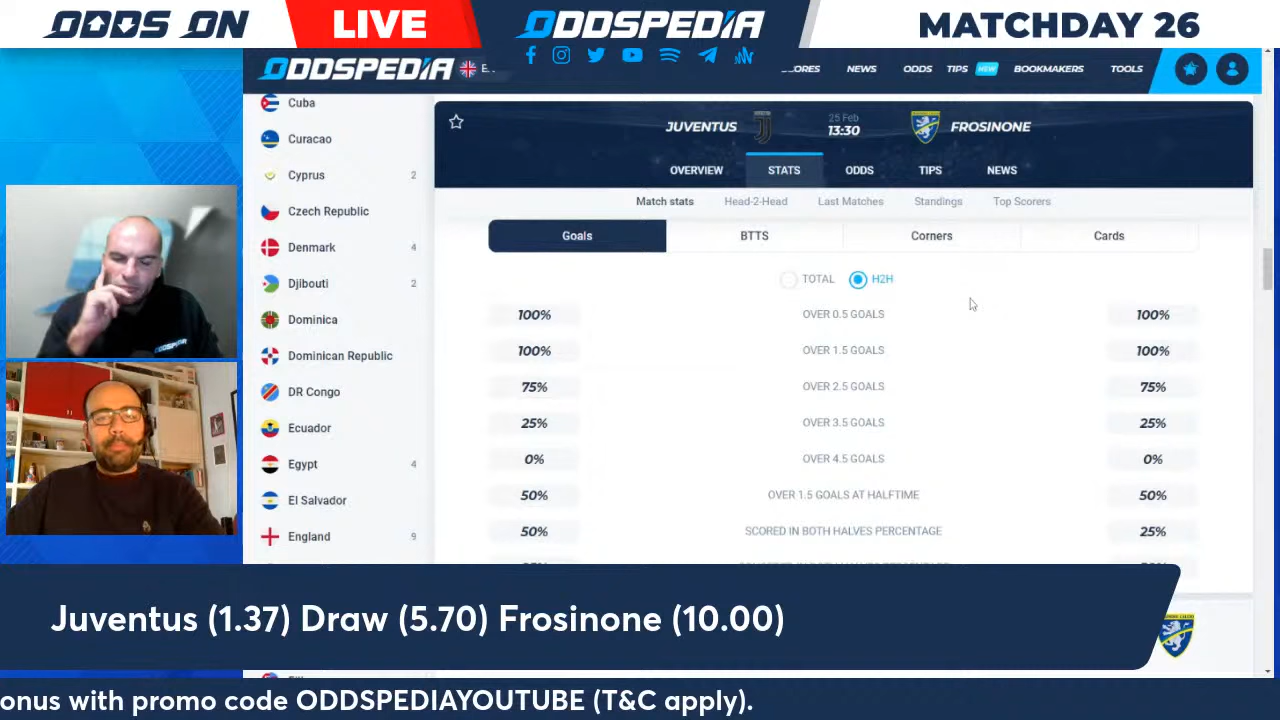 ODDS ON
LIVE
ODDSPEDIA
MATCHDAY 26
ODDSPEDIA
NEWS
ODDS
TIPS
NEW
BOOKMAKERS
TOOLS
Cuba
Curacao
Cyprus 2
Czech Republic
Denmark 4
Djibouti 2
Dominica
Dominican Republic
DR Congo
Ecuador
Egypt 4
El Salvador
England 9
JUVENTUS
25 Feb
13:30
FROSINONE
OVERVIEW STATS ODDS TIPS NEWS
Match stats Head-2-Head Last Matches Standings Top Scorers
Goals BTTS Corners Cards
TOTAL H2H
100% OVER 0.5 GOALS 100%
100% OVER 1.5 GOALS 100%
75% OVER 2.5 GOALS 75%
25% OVER 3.5 GOALS 25%
0% OVER 4.5 GOALS 0%
50% OVER 1.5 GOALS AT HALFTIME 50%
50% SCORED IN BOTH HALVES PERCENTAGE 25%
Juventus (1.37) Draw (5.70) Frosinone (10.00)
onus with promo code ODDSPEDIAYOUTUBE (T&C apply).